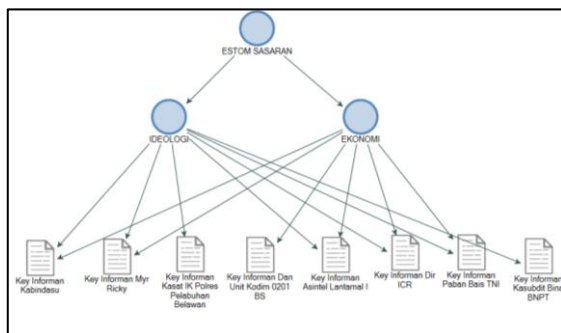 ESTOM SASARAN
IDEOLOGI
EKONOMI
Key Informan
Kabindasu
Key Informan Myr
Ricky
Key Informan
Kasat IK Polres
Pelabuhan
Belawan
Key Informan Dan
Unit Kodim 0201
BS
Key Informan
Asintel Lantamal I
Key Informan Dir
ICR
Key Informan
Paban Bais TNI
Key Informan
Kasubdit Bina
BNPT